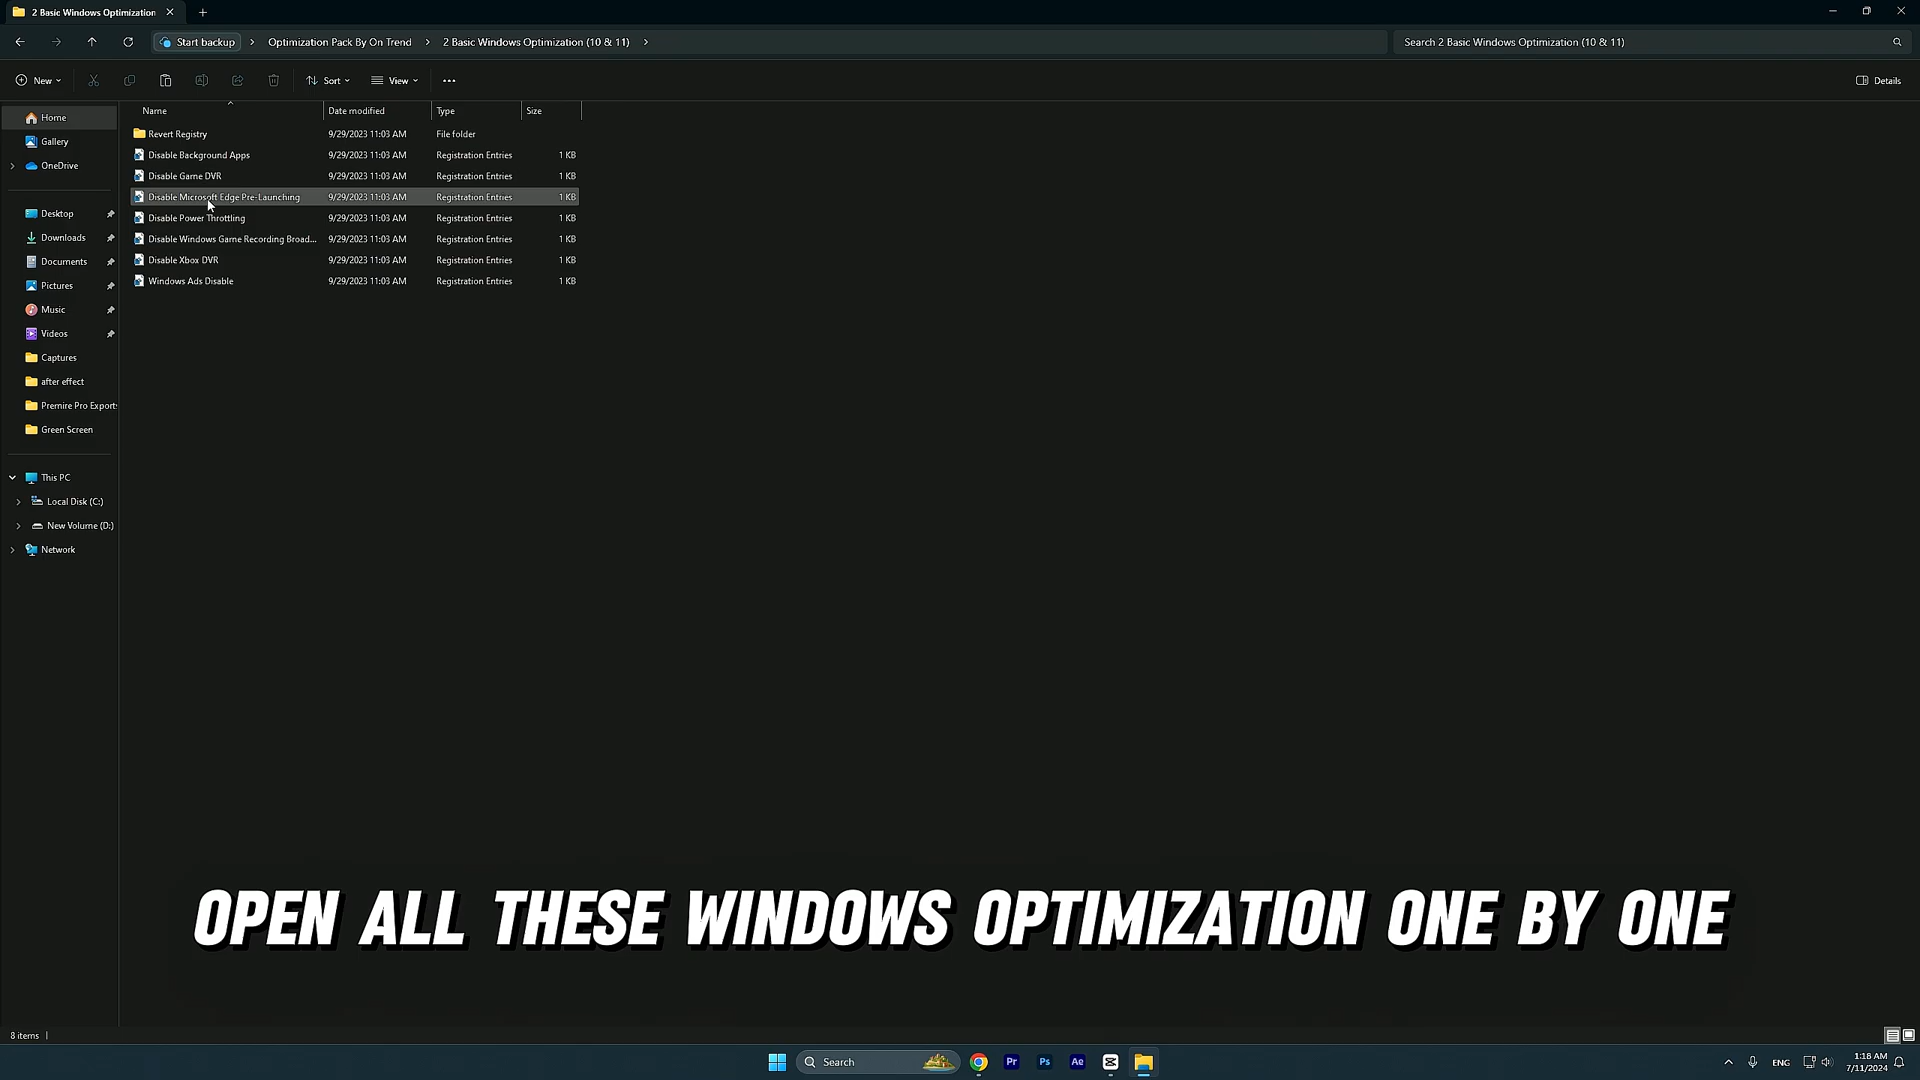 2 Basic Windows Optimization
Start backup
Optimization Pack By On Trend
2 Basic Windows Optimization (10 & 11)
Search 2 Basic Windows Optimization (10 & 11)
New
Sort
View
Details
Name Date modified Type Size
Revert Registry 9/29/2023 11:03 AM File folder
Disable Background Apps 9/29/2023 11:03 AM Registration Entries 1 KB
Disable Game DVR 9/29/2023 11:03 AM Registration Entries 1 KB
Disable Microsoft Edge Pre-Launching 9/29/2023 11:03 AM Registration Entries 1 KB
Disable Power Throttling 9/29/2023 11:03 AM Registration Entries 1 KB
Disable Windows Game Recording Broad... 9/29/2023 11:03 AM Registration Entries 1 KB
Disable Xbox DVR 9/29/2023 11:03 AM Registration Entries 1 KB
Windows Ads Disable 9/29/2023 11:03 AM Registration Entries 1 KB
Home
Gallery
OneDrive
Desktop
Downloads
Documents
Pictures
Music
Videos
Captures
after effect
Premire Pro Exports
Green Screen
This PC
Local Disk (C:)
New Volume (D:)
Network
OPEN ALL THESE WINDOWS OPTIMIZATION ONE BY ONE
8 items
Search
Pr
Ps
Ae
ENG
1:18 AM
7/11/2024